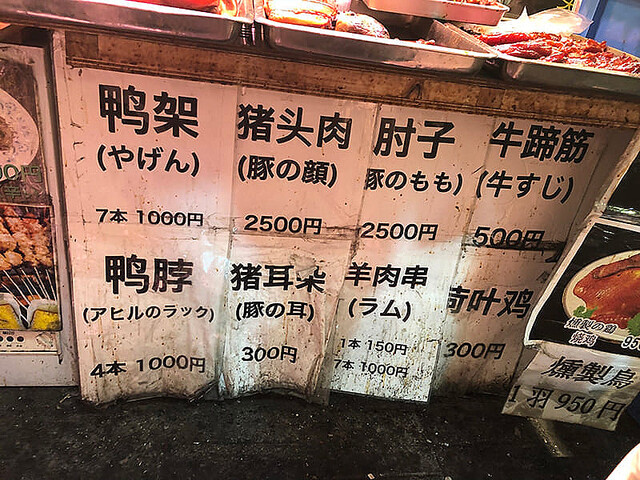 鸭架
(やげん)
7本 1000円
猪头肉
(豚の顔)
2500円
肘子
豚のもも)
2500円
牛蹄筋
(牛すじ)
500円
鸭脖
(アヒルのラック)
4本 1000円
猪耳朵
(豚の耳)
300円
羊肉串
(ラム)
1本 150円
7本 1000円
荷叶鸡
300円
燻製の鶏
燻製鳥
1羽950円